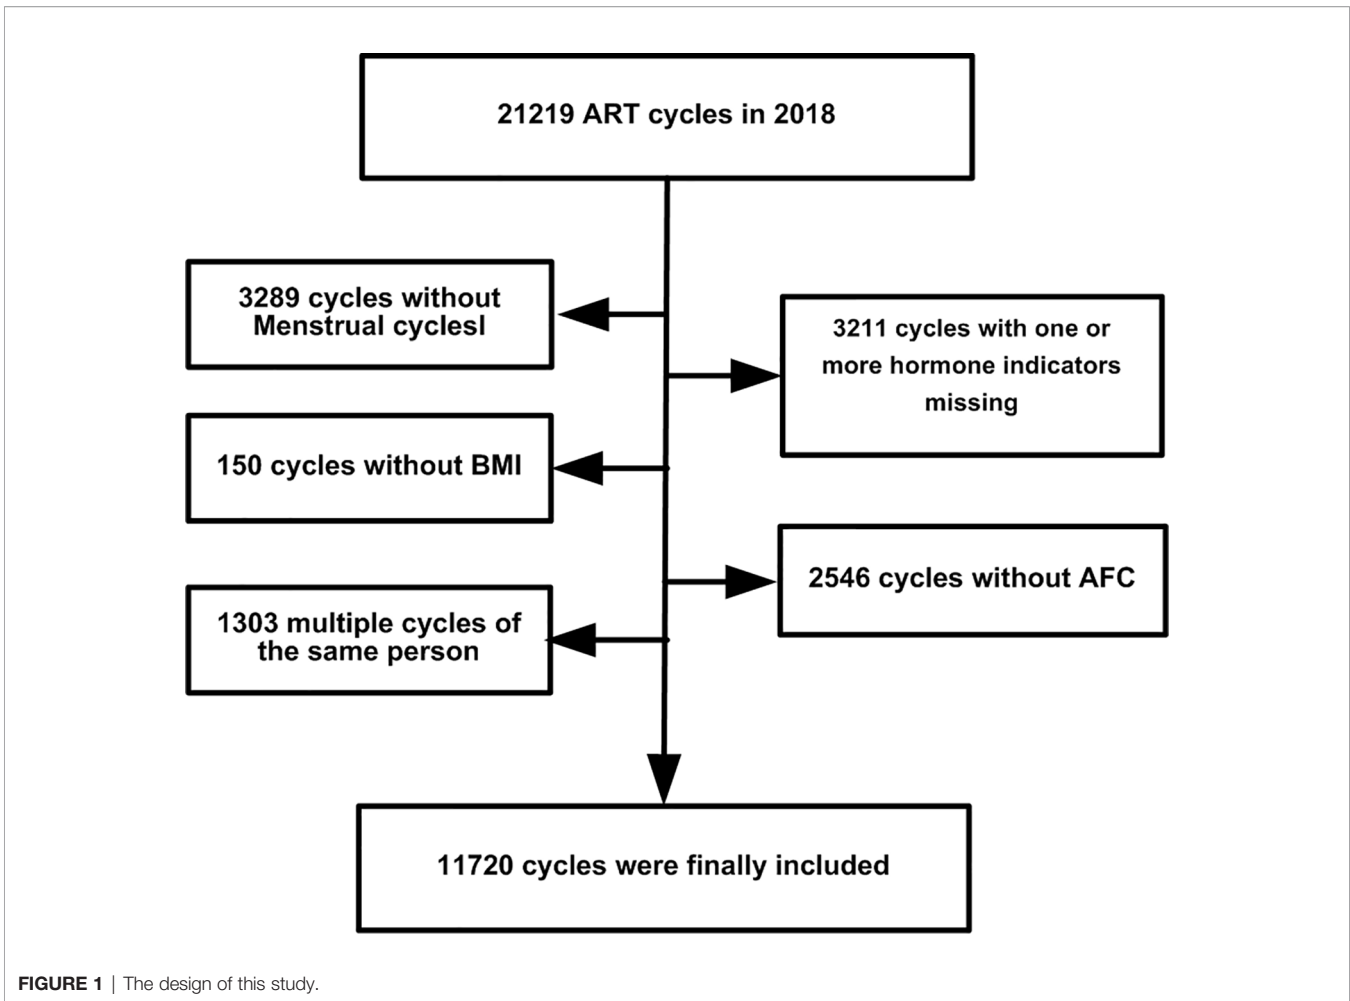 21219 ART cycles in 2018
3289 cycles without
Menstrual cyclesl
3211 cycles with one or
more hormone indicators
missing
150 cycles without BMI
2546 cycles without AFC
1303 multiple cycles of
the same person
11720 cycles were finally included
FIGURE 1 | The design of this study.